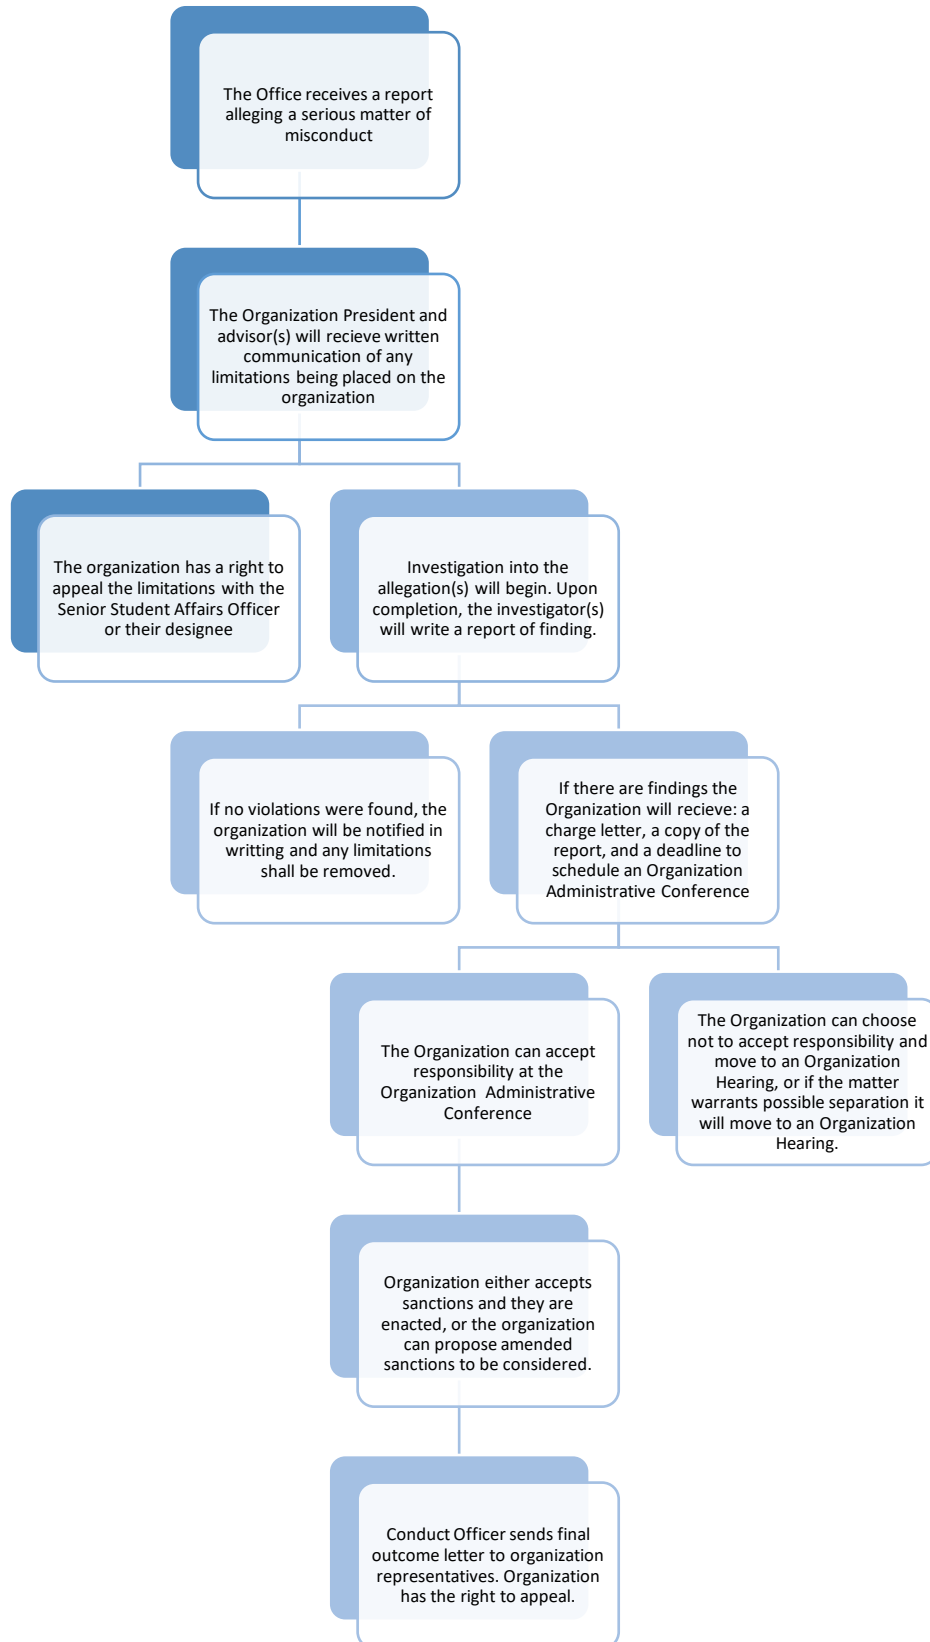 The Office receives a report
alleging a serious matter of
misconduct
The Organization President and
advisor(s) will recieve written
communication of any
limitations being placed on the
organization
The organization has a right to
appeal the limitations with the
Senior Student Affairs Officer
or their designee
Investigation into the
allegation(s) will begin. Upon
completion, the investigator(s)
will write a report of finding.
If no violations were found, the
organization will be notified in
writting and any limitations
shall be removed.
If there are findings the
Organization will recieve: a
charge letter, a copy of the
report, and a deadline to
schedule an Organization
Administrative Conference
The Organization can accept
responsibility at the
Organization Administrative
Conference
The Organization can choose
not to accept responsibility and
move to an Organization
Hearing, or if the matter
warrants possible separation it
will move to an Organization
Hearing.
Organization either accepts
sanctions and they are
enacted, or the organization
can propose amended
sanctions to be considered.
Conduct Officer sends final
outcome letter to organization
representatives. Organization
has the right to appeal.